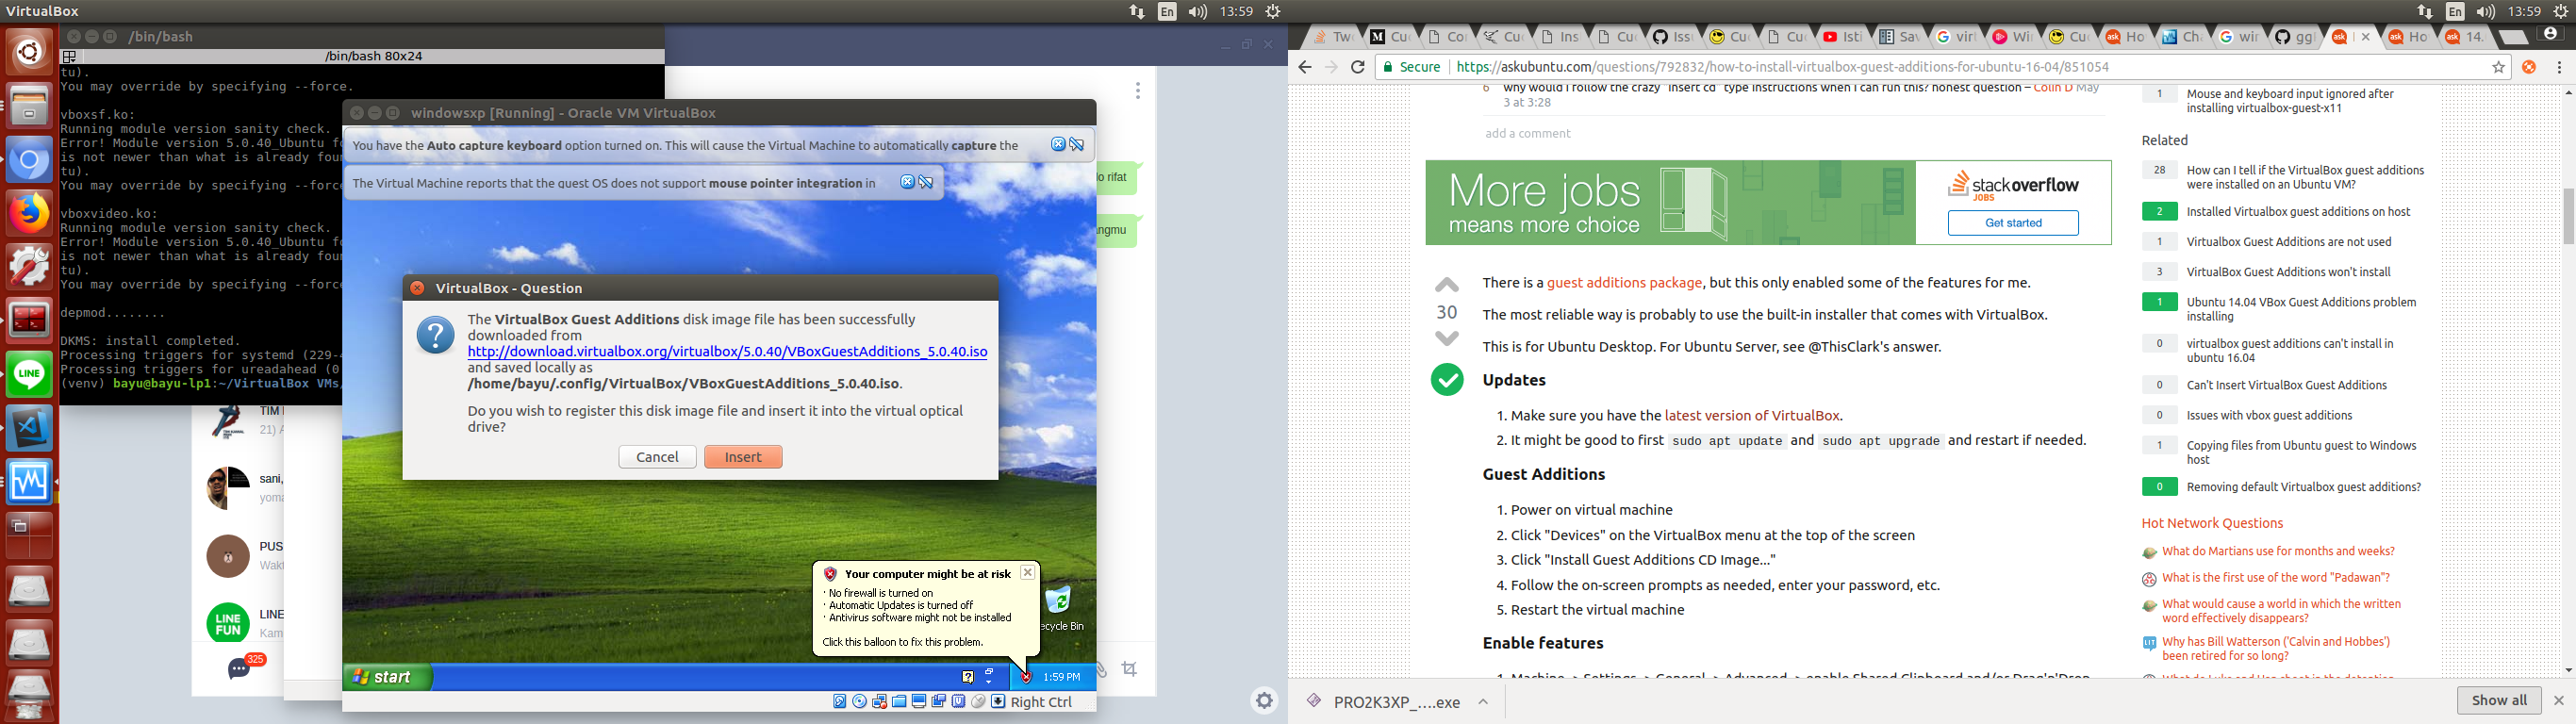 VirtualBox
En
13:59
/bin/bash
/bin/bash 80x24
tu).
You may override by specifying --force.
vboxsf.ko:
Running module version sanity check.
Error! Module version 5.0.40_Ubuntu fo
is not newer than what is already foun
tu).
You may override by specifying --force
vboxvideo.ko:
Running module version sanity check.
Error! Module version 5.0.40_Ubuntu fo
is not newer than what is already foun
tu).
You may override by specifying --force
depmod........
DKMS: install completed.
Processing triggers for systemd (229-4
Processing triggers for ureadahead (0
(venv) bayu@bayu-lp1:~/VirtualBox VMs/
lo rifat
angmu
TIM
21) A
sani,
yoma
PUS
Wakt
LINE
Kam
LINE
LINE FUN
325
windowsxp [Running] - Oracle VM VirtualBox
You have the Auto capture keyboard option turned on. This will cause the Virtual Machine to automatically capture the
The Virtual Machine reports that the guest OS does not support mouse pointer integration in
VirtualBox - Question
The VirtualBox Guest Additions disk image file has been successfully
downloaded from
http://download.virtualbox.org/virtualbox/5.0.40/VBoxGuestAdditions_5.0.40.iso
and saved locally as
/home/bayu/.config/VirtualBox/VBoxGuestAdditions_5.0.40.iso.
Do you wish to register this disk image file and insert it into the virtual optical
drive?
Cancel
Insert
Your computer might be at risk
· No firewall is turned on
· Automatic Updates is turned off
· Antivirus software might not be installed
Click this balloon to fix this problem.
ecycle Bin
start
1:59 PM
Right Ctrl
En
13:59
Tw
Cu
Co
Cu
Ins
Cu
Iss
Cu
Cu
Isti
Sav
virt
Wi
Cu
Ho
Cha
wir
ggl
Ho
14.
Secure
https://askubuntu.com/questions/792832/how-to-install-virtualbox-guest-additions-for-ubuntu-16-04/851054
6 why would I follow the crazy "insert cd" type instructions when I can run this? honest question – Colin D May
3 at 3:28
add a comment
More jobs
means more choice
stackoverflow
JOBS
Get started
30
There is a guest additions package, but this only enabled some of the features for me.
The most reliable way is probably to use the built-in installer that comes with VirtualBox.
This is for Ubuntu Desktop. For Ubuntu Server, see @ThisClark's answer.
Updates
1. Make sure you have the latest version of VirtualBox.
2. It might be good to first sudo apt update and sudo apt upgrade and restart if needed.
Guest Additions
1. Power on virtual machine
2. Click "Devices" on the VirtualBox menu at the top of the screen
3. Click "Install Guest Additions CD Image..."
4. Follow the on-screen prompts as needed, enter your password, etc.
5. Restart the virtual machine
Enable features
1. Machine -> Settings -> General -> Advanced -> enable Shared Clipboard and/or Drag'n'Drop
1 Mouse and keyboard input ignored after
installing virtualbox-guest-x11
Related
28 How can I tell if the VirtualBox guest additions
were installed on an Ubuntu VM?
2 Installed Virtualbox guest additions on host
1 Virtualbox Guest Additions are not used
3 VirtualBox Guest Additions won't install
1 Ubuntu 14.04 VBox Guest Additions problem
installing
0 virtualbox guest additions can't install in
ubuntu 16.04
0 Can't Insert VirtualBox Guest Additions
0 Issues with vbox guest additions
1 Copying files from Ubuntu guest to Windows
host
0 Removing default Virtualbox guest additions?
Hot Network Questions
What do Martians use for months and weeks?
What is the first use of the word "Padawan"?
What would cause a world in which the written
word effectively disappears?
Why has Bill Watterson ('Calvin and Hobbes')
been retired for so long?
PRO2K3XP_....exe
Show all